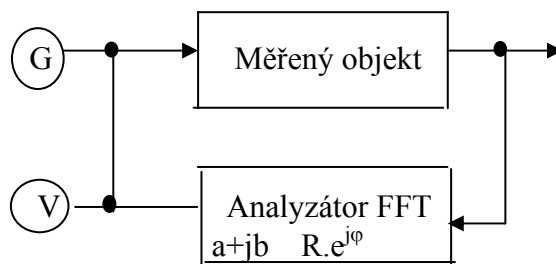 G
Měřený objekt
V
Analyzátor FFT
a+jb R.e^jφ